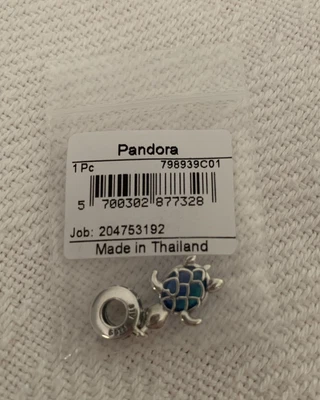 Pandora
1 Pc 798939C01
5 700302 877328
Job: 204753192
Made in Thailand